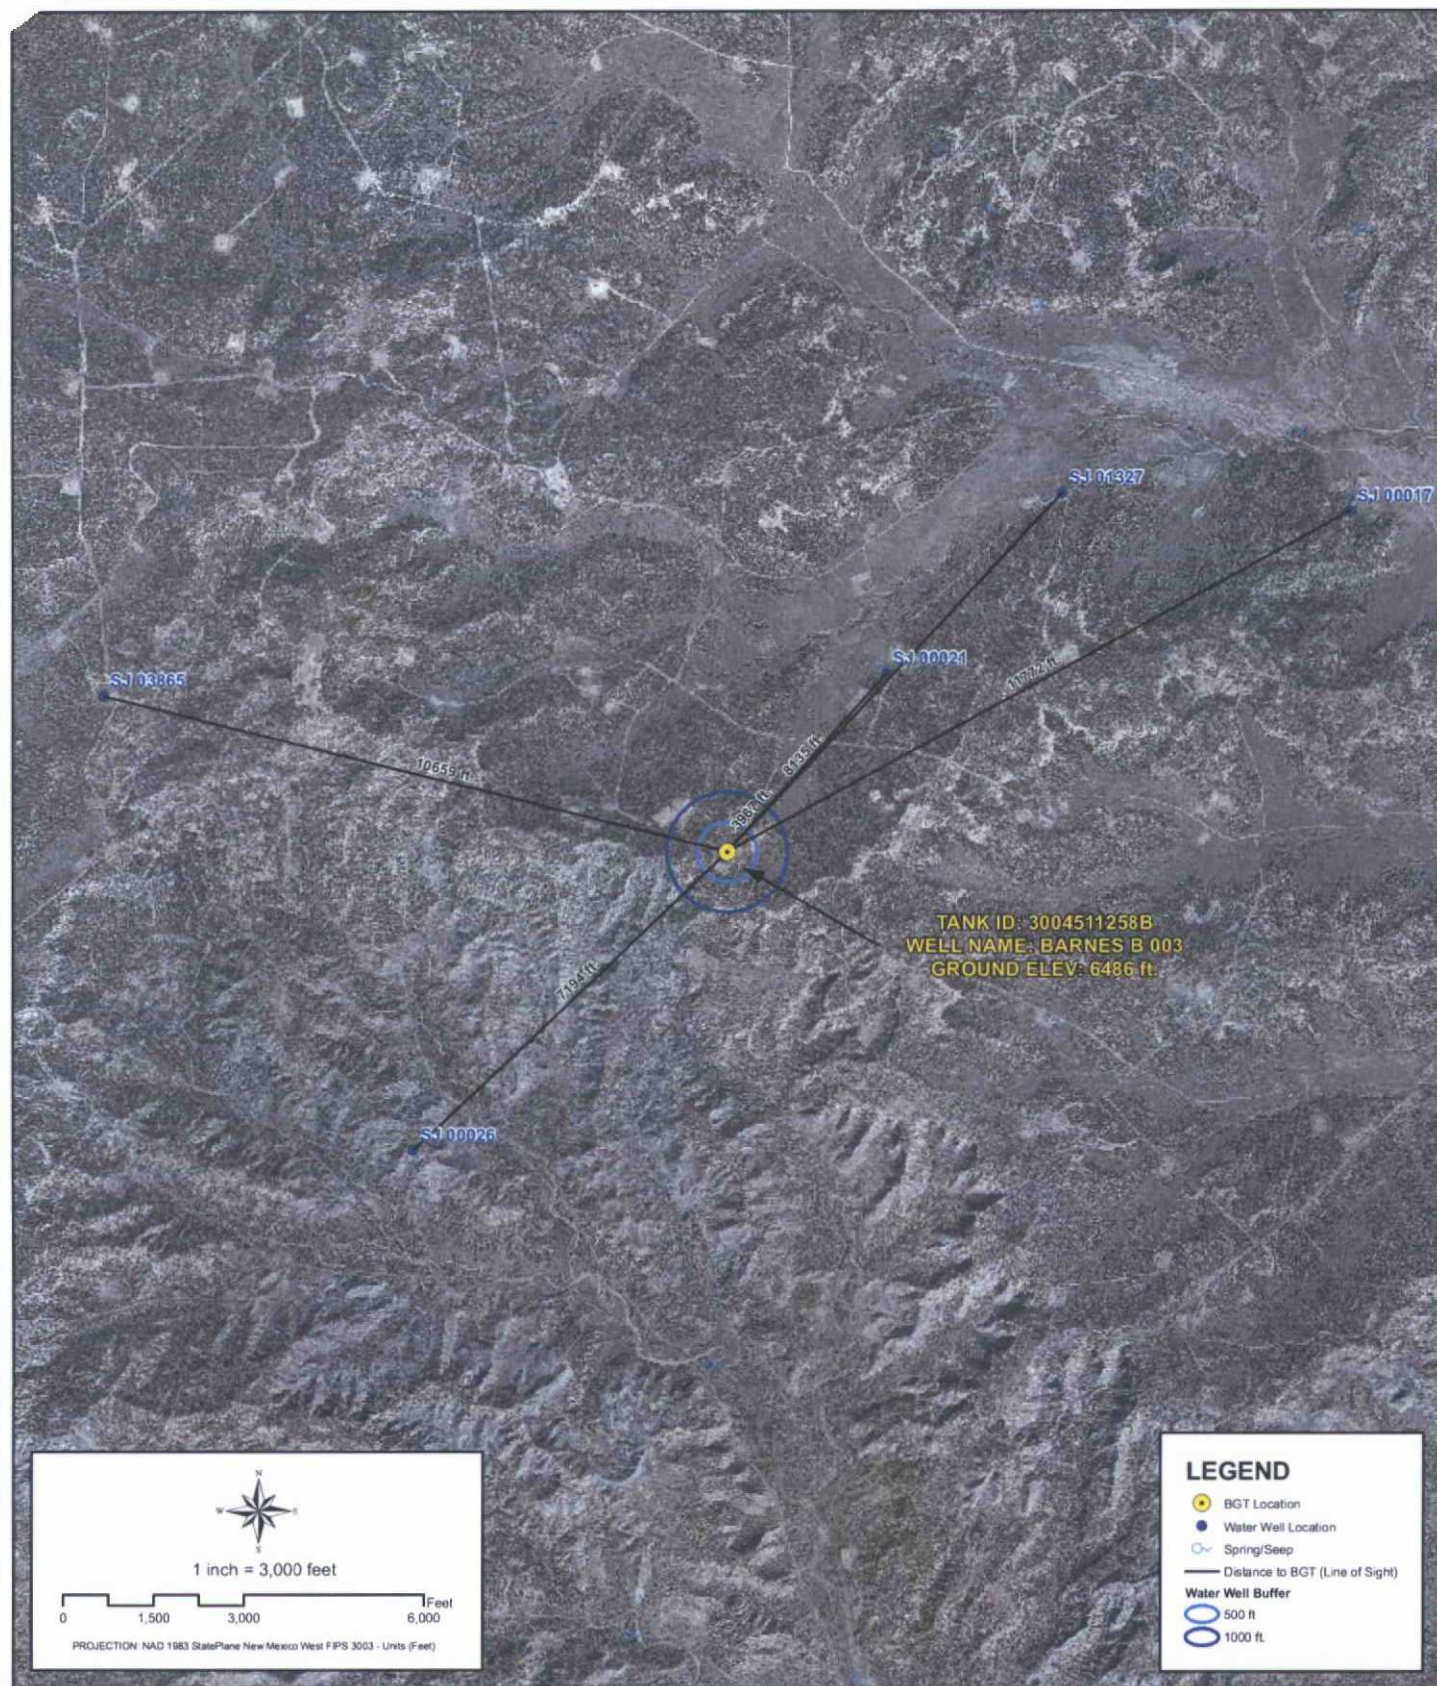 SJ 01327
SJ 00017
SJ 00021
SJ 03865
11772 ft.
8135 ft.
10659 ft.
3967 ft.
TANK ID: 3004511258B
WELL NAME: BARNES B 003
GROUND ELEV: 6486 ft.
7194 ft.
SJ 00026
N
W
S
1 inch = 3,000 feet
Feet
0 1,500 3,000 6,000
PROJECTION: NAD 1983 StatePlane New Mexico West FIPS 3003 - Units (Feet)
LEGEND
BGT Location
Water Well Location
Spring/Seep
Distance to BGT (Line of Sight)
Water Well Buffer
500 ft
1000 ft.